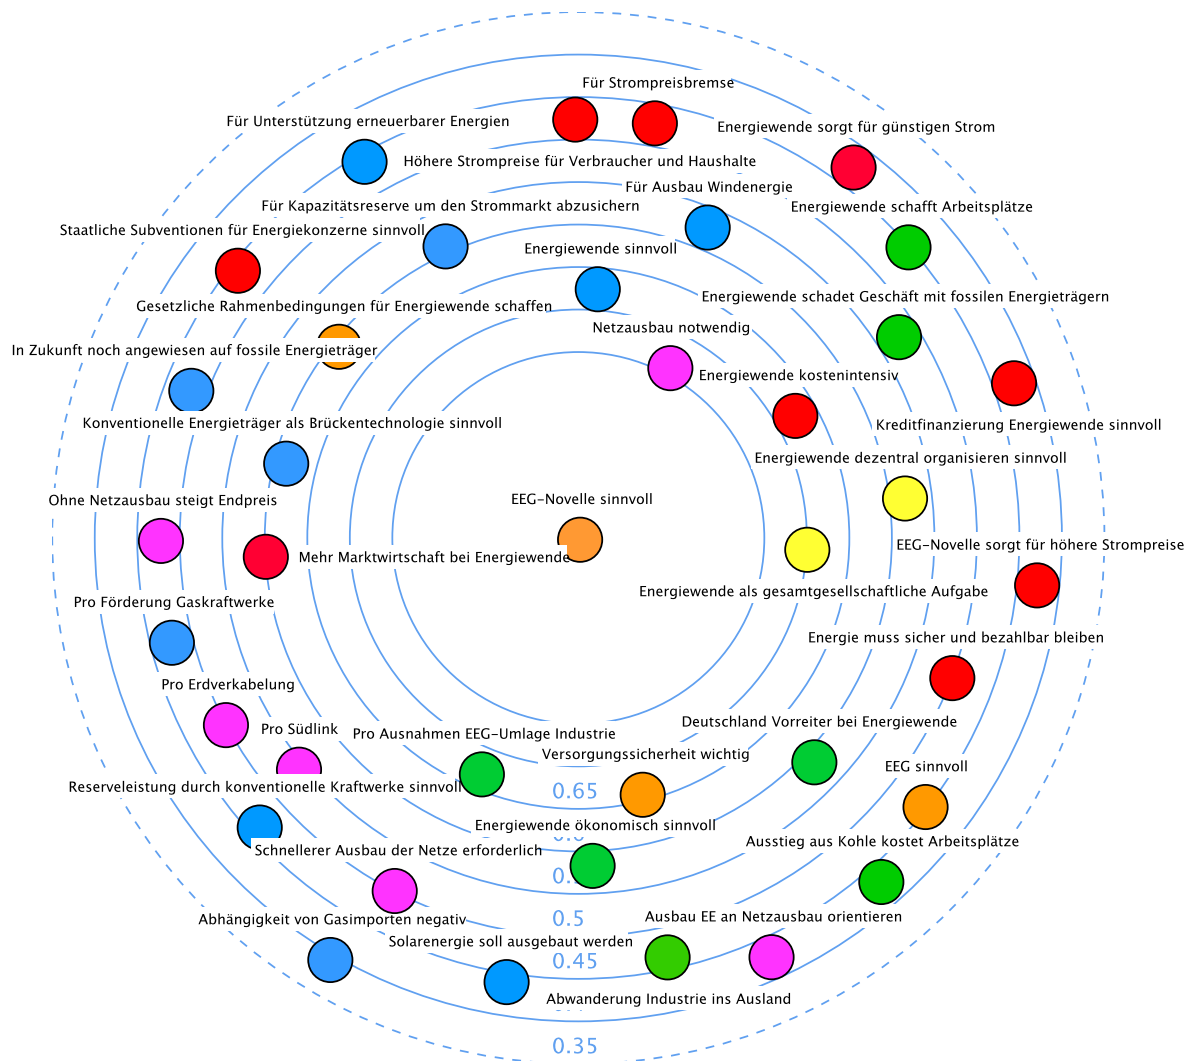 Für Strompreisbremse
Für Unterstützung erneuerbarer Energien
Energiewende sorgt für günstigen Strom
Höhere Strompreise für Verbraucher und Haushalte
Für Ausbau Windenergie
Für Kapazitätsreserve um den Strommarkt abzusichern
Energiewende schafft Arbeitsplätze
Staatliche Subventionen für Energiekonzerne sinnvoll
Energiewende sinnvoll
Energiewende schadet Geschäft mit fossilen Energieträgern
Gesetzliche Rahmenbedingungen für Energiewende schaffen
Netzausbau notwendig
In Zukunft noch angewiesen auf fossile Energieträger
Energiewende kostenintensiv
Konventionelle Energieträger als Brückentechnologie sinnvoll
Kreditfinanzierung Energiewende sinnvoll
Energiewende dezentral organisieren sinnvoll
Ohne Netzausbau steigt Endpreis
EEG-Novelle sinnvoll
EEG-Novelle sorgt für höhere Strompreise
Mehr Marktwirtschaft bei Energiewende
Energiewende als gesamtgesellschaftliche Aufgabe
Pro Förderung Gaskraftwerke
Energie muss sicher und bezahlbar bleiben
Pro Erdverkabelung
Deutschland Vorreiter bei Energiewende
Pro Südlink
Pro Ausnahmen EEG-Umlage Industrie
Versorgungssicherheit wichtig
EEG sinnvoll
Reserveleistung durch konventionelle Kraftwerke sinnvoll
0.65
Energiewende ökonomisch sinnvoll
Ausstieg aus Kohle kostet Arbeitsplätze
Schnellerer Ausbau der Netze erforderlich
Abhängigkeit von Gasimporten negativ
0.5
Ausbau EE an Netzausbau orientieren
Solarenergie soll ausgebaut werden
0.45
Abwanderung Industrie ins Ausland
0.35